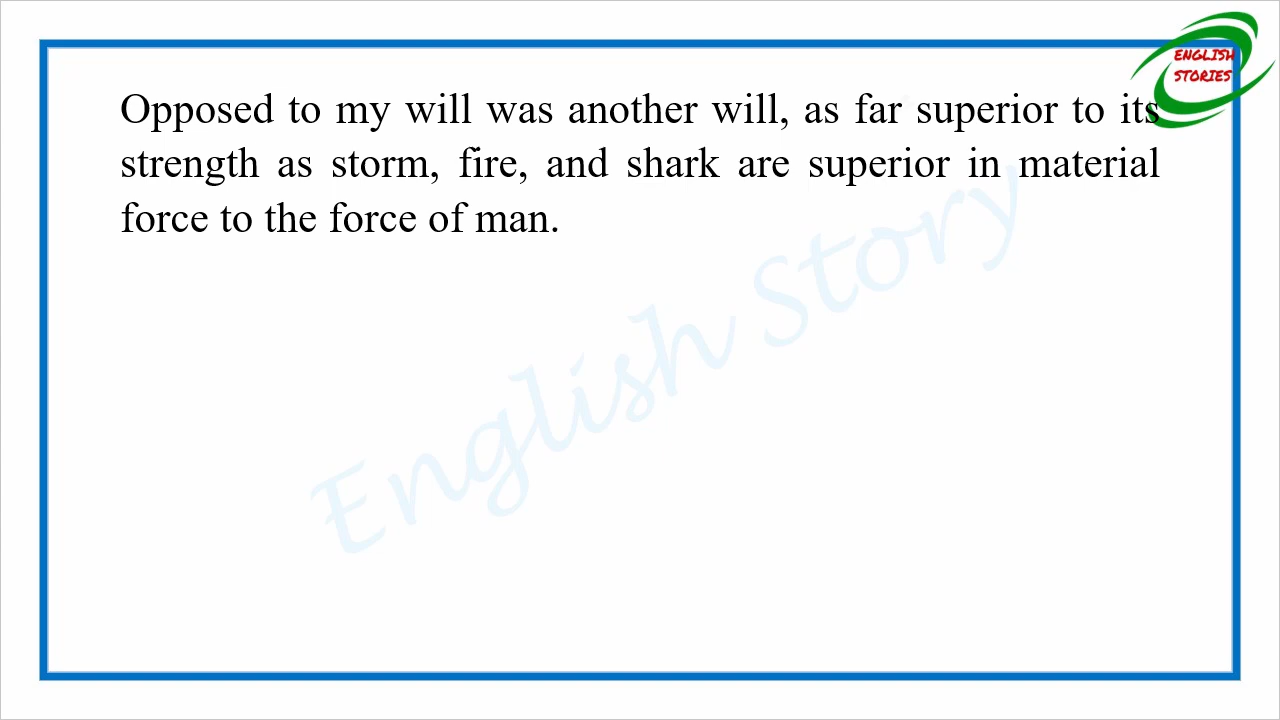 ENGLISH
STORIES
Opposed to my will was another will, as far superior to its
strength as storm, fire, and shark are superior in material
force to the force of man.
English Story